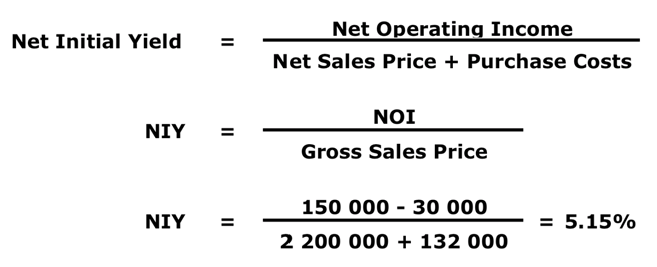 Net Operating Income
Net Initial Yield =
Net Sales Price + Purchase Costs
NOI
NIY =
Gross Sales Price
150 000 - 30 000
NIY = = 5.15%
2 200 000 + 132 000